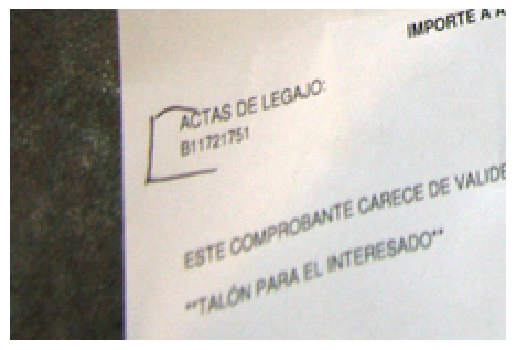 IMPORTE A A
ACTAS DE LEGAJO:
B11721751
ESTE COMPROBANTE CARECE DE VALIDE
**TALÓN PARA EL INTERESADO**